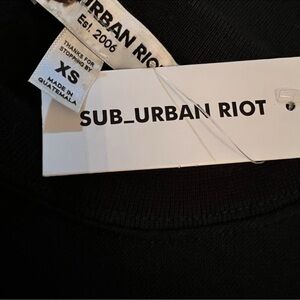 URBAN RIOT
Est 2006
THANKS FOR
STOPPING BY
XS
MADE IN
GUATEMALA
SUB_URBAN RIOT